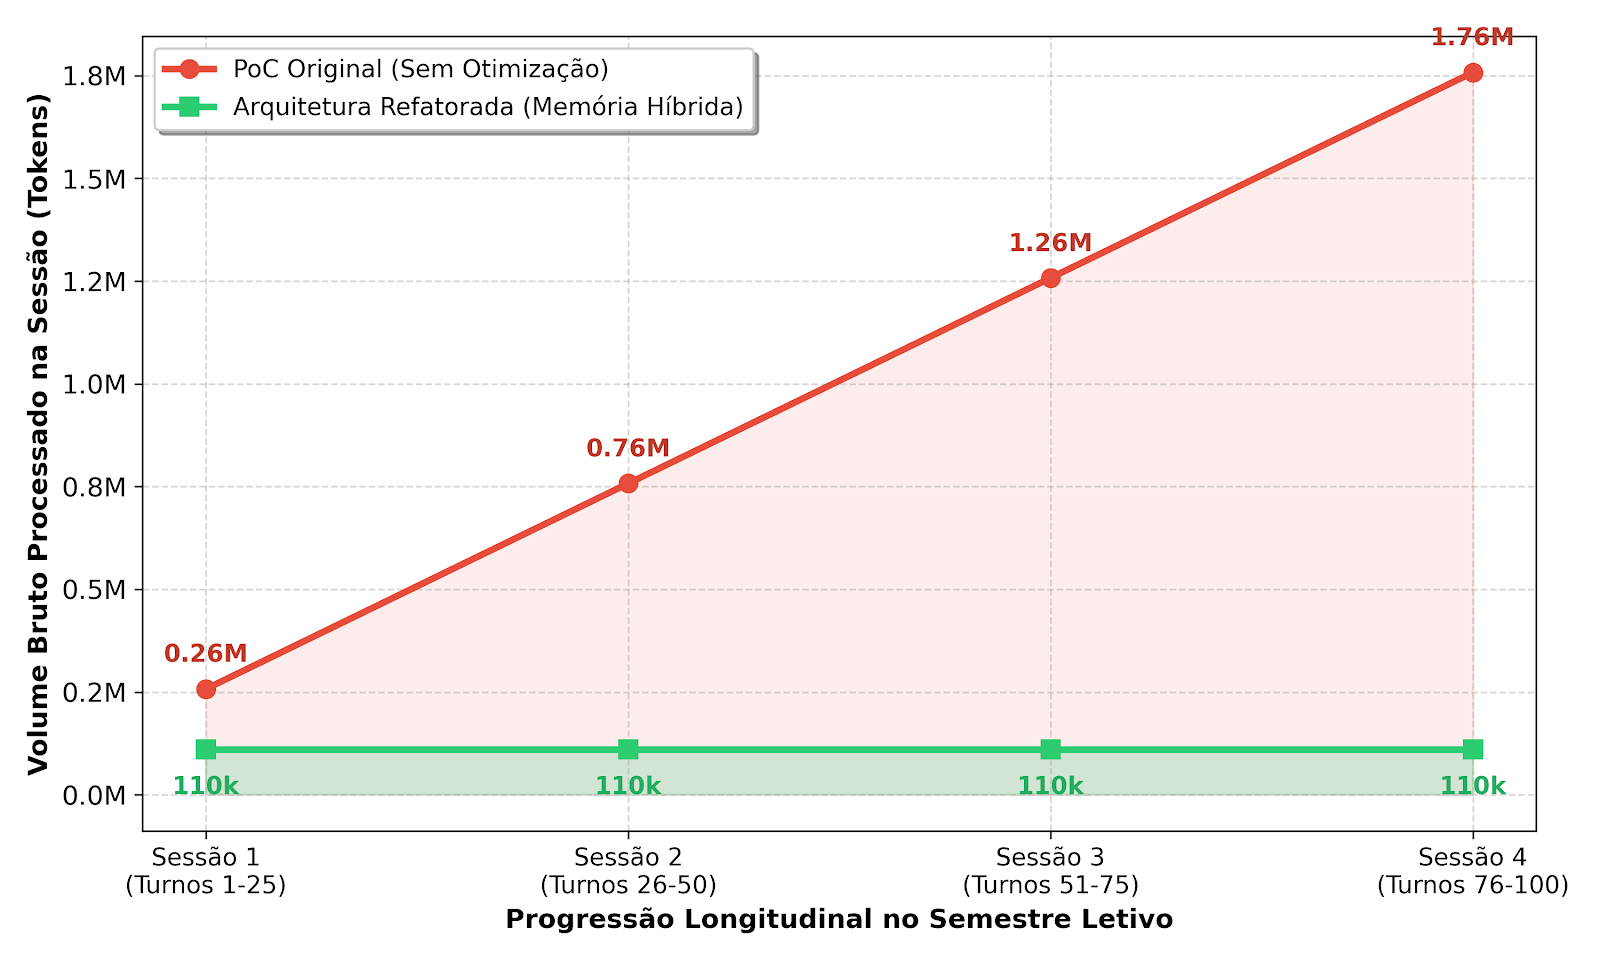 PoC Original (Sem Otimização)
Arquitetura Refatorada (Memória Híbrida)
Volume Bruto Processado na Sessão (Tokens)
1.8M
1.5M
1.2M
1.0M
0.8M
0.5M
0.2M
0.0M
0.26M
0.76M
1.26M
1.76M
110k
110k
110k
110k
Sessão 1
(Turnos 1-25)
Sessão 2
(Turnos 26-50)
Sessão 3
(Turnos 51-75)
Sessão 4
(Turnos 76-100)
Progressão Longitudinal no Semestre Letivo